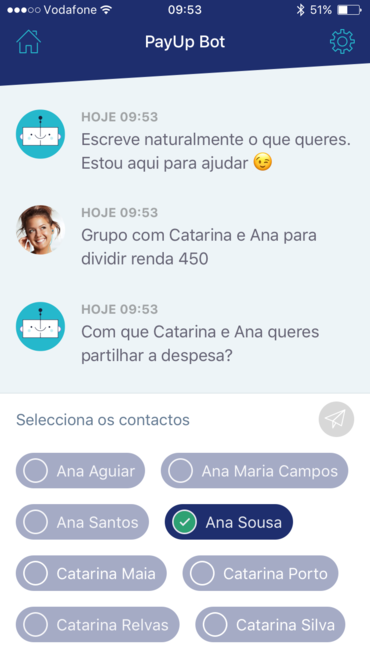 Vodafone 09:53 51%
PayUp Bot
HOJE 09:53
Escreve naturalmente o que queres.
Estou aqui para ajudar 😉
HOJE 09:53
Grupo com Catarina e Ana para
dividir renda 450
HOJE 09:53
Com que Catarina e Ana queres
partilhar a despesa?
Selecciona os contactos
Ana Aguiar Ana Maria Campos
Ana Santos Ana Sousa
Catarina Maia Catarina Porto
Catarina Relvas Catarina Silva